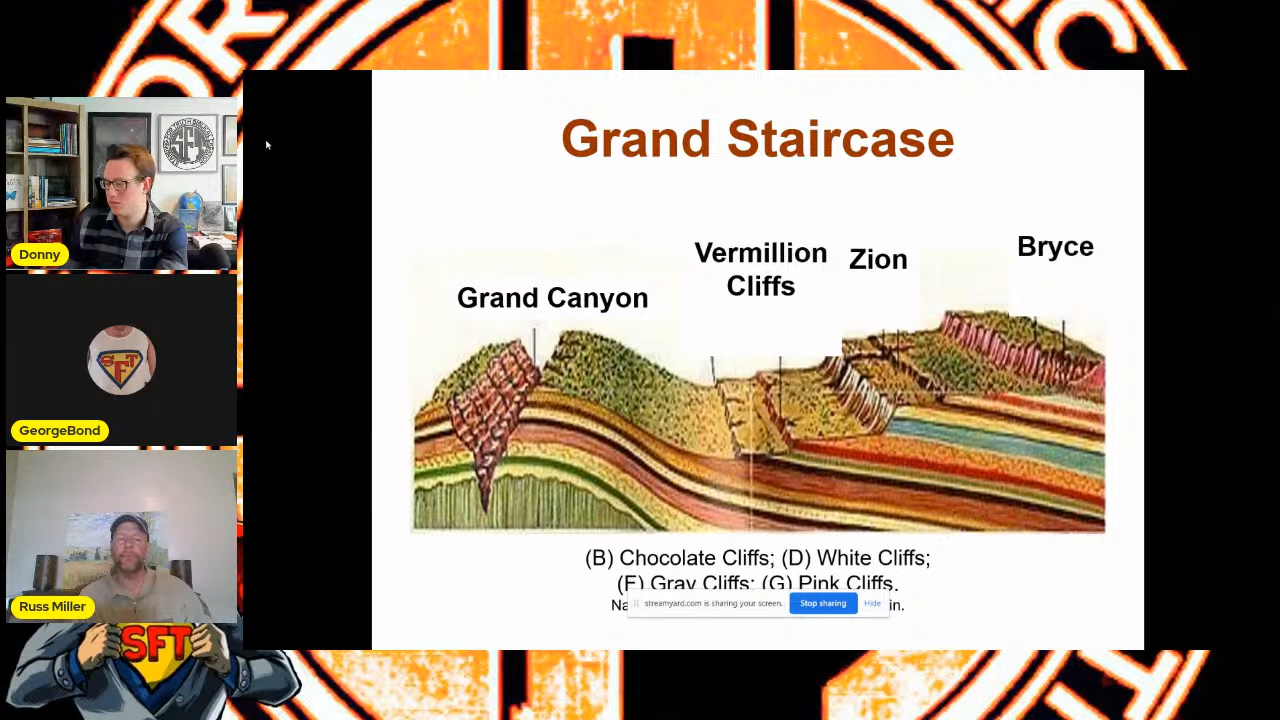 Grand Staircase
Vermillion
Cliffs
Zion
Bryce
Grand Canyon
(B) Chocolate Cliffs; (D) White Cliffs;
(F) Gray Cliffs; (G) Pink Cliffs.
streamyard.com is sharing your screen.
Stop sharing
Hide
Donny
GeorgeBond
Russ Miller
SFT
SFT
SFT